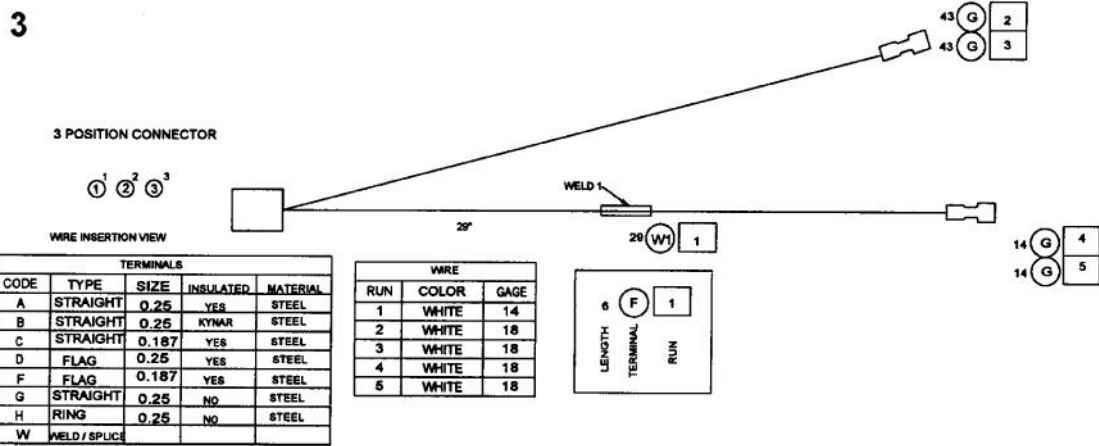 3
43 G 2
43 G 3
3 POSITION CONNECTOR
1 1 2 2 3 3
WELD 1
29"
29 W1 1
14 G 4
14 G 5
WIRE INSERTION VIEW
TERMINALS
CODE TYPE SIZE INSULATED MATERIAL
A STRAIGHT 0.25 YES STEEL
B STRAIGHT 0.25 KYNAR STEEL
C STRAIGHT 0.187 YES STEEL
D FLAG 0.25 YES STEEL
F FLAG 0.187 YES STEEL
G STRAIGHT 0.25 NO STEEL
H RING 0.25 NO STEEL
W WELD / SPLICE
WIRE
RUN COLOR GAGE
1 WHITE 14
2 WHITE 18
3 WHITE 18
4 WHITE 18
5 WHITE 18
6 F 1
LENGTH
TERMINAL
RUN